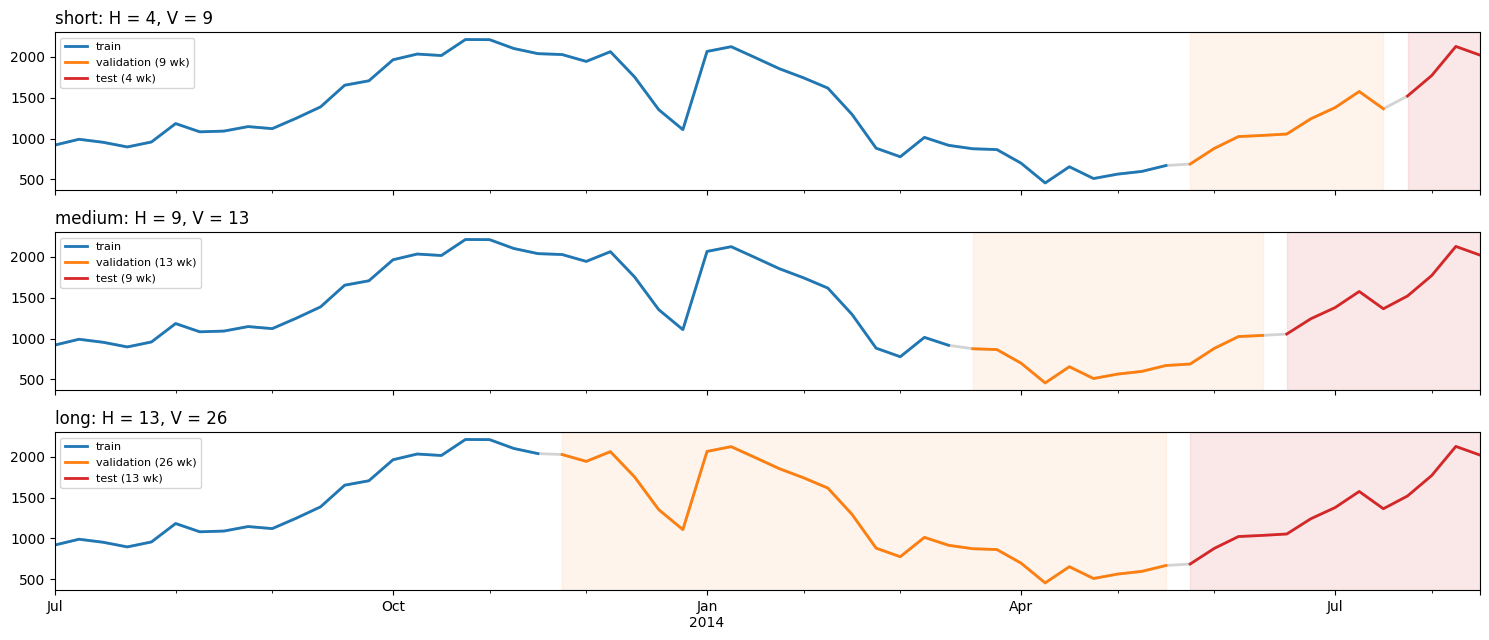 short: H = 4, V = 9
train
validation (9 wk)
test (4 wk)
2000
1500
1000
500
medium: H = 9, V = 13
train
validation (13 wk)
test (9 wk)
2000
1500
1000
500
long: H = 13, V = 26
train
validation (26 wk)
test (13 wk)
2000
1500
1000
500
Jul Oct Jan Apr Jul
2014